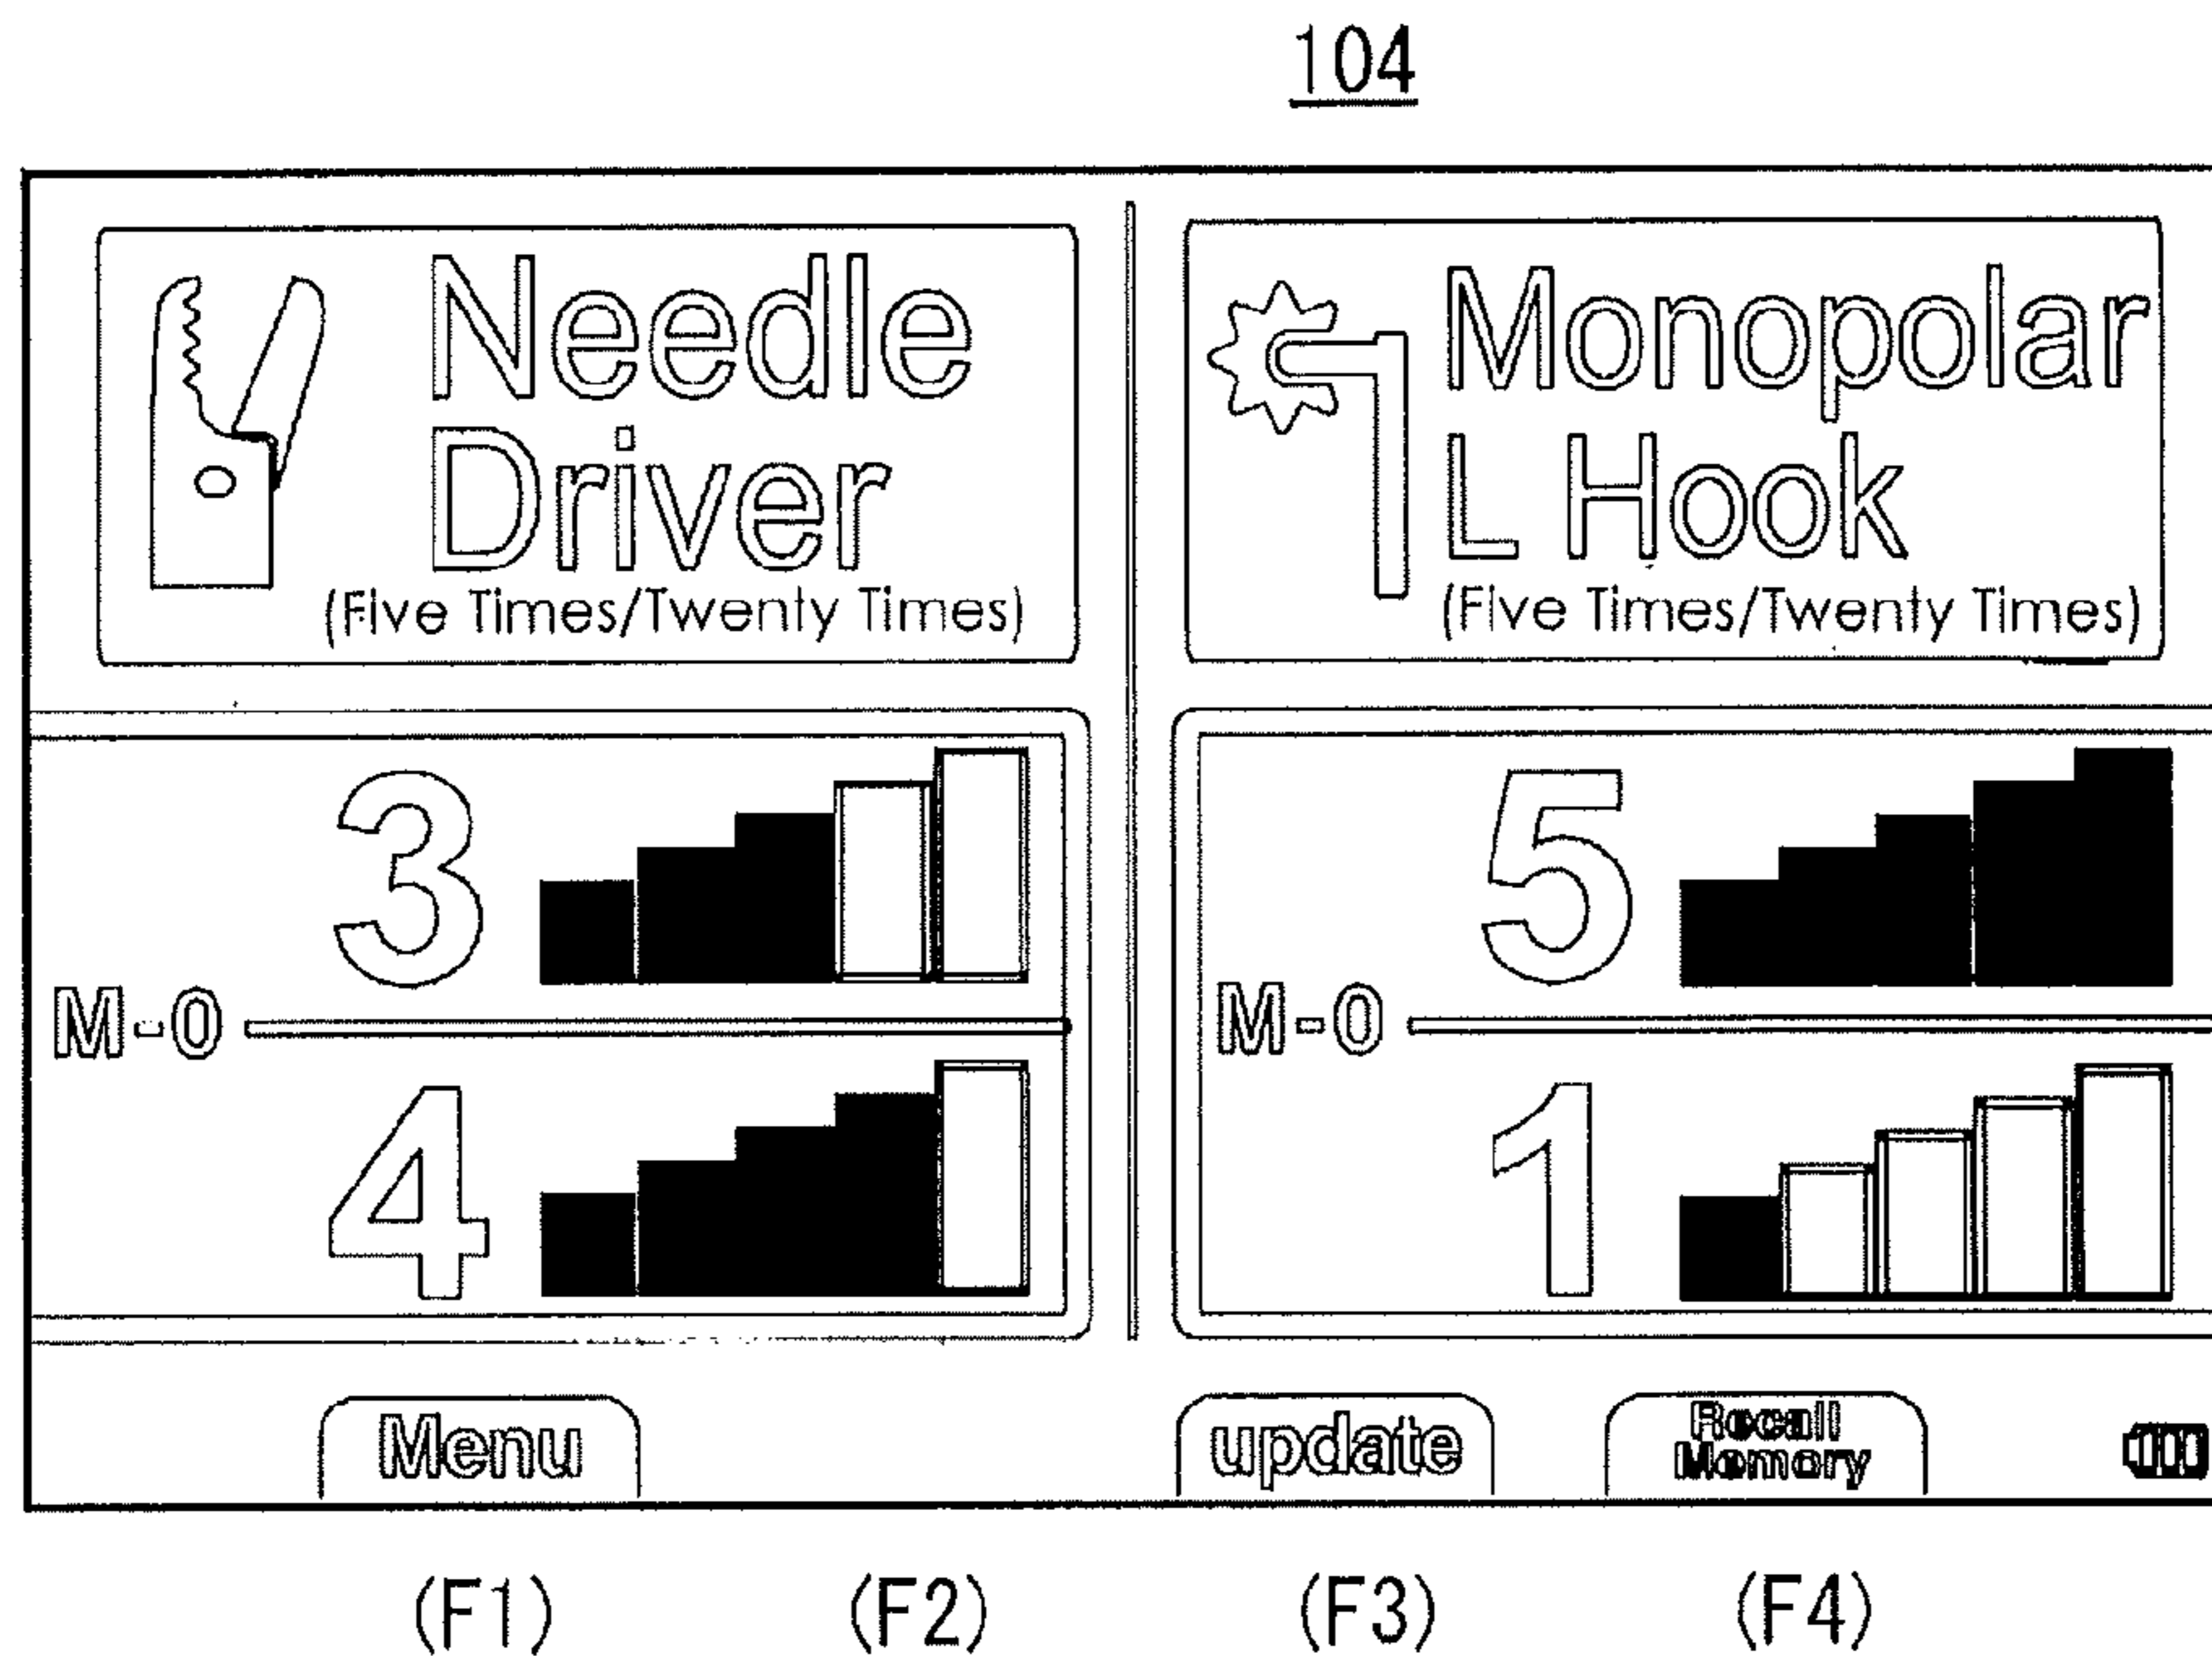 104
Needle
Driver
(Five Times/Twenty Times)
Monopolar
L Hook
(Five Times/Twenty Times)
3
M-0
4
5
M-0
1
Menu
update
Recall
Memory
(F1)
(F2)
(F3)
(F4)